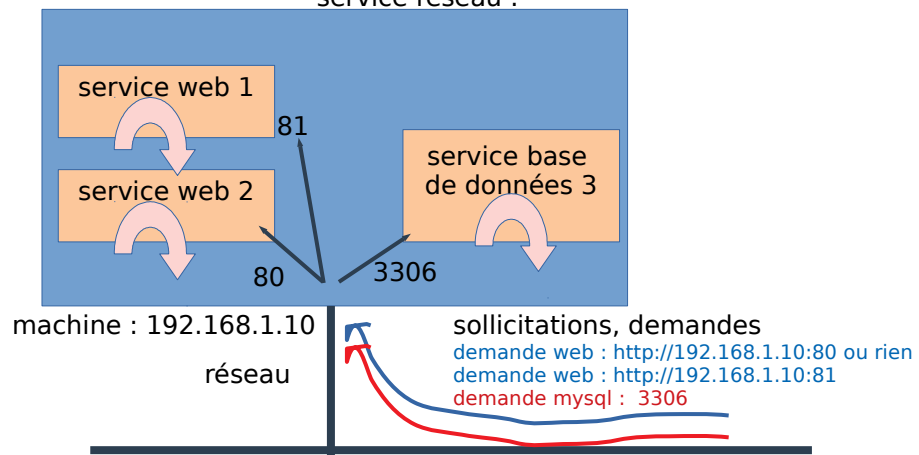 service réseau :
service web 1
81
service base
de données 3
service web 2
80
3306
machine : 192.168.1.10
sollicitations, demandes
demande web : http://192.168.1.10:80 ou rien
réseau
demande web : http://192.168.1.10:81
demande mysql :  3306